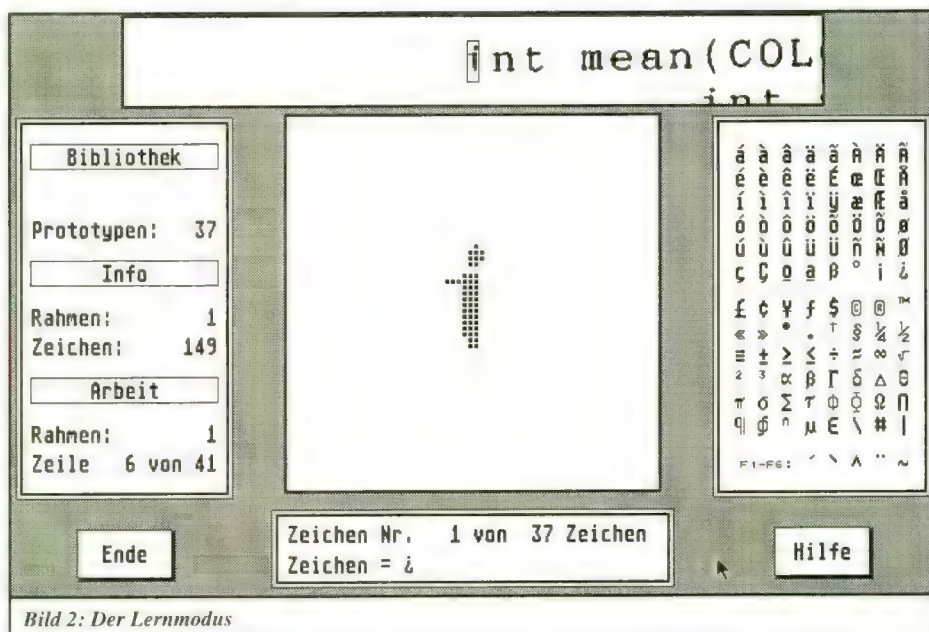 int mean(COL
int
Bibliothek
Prototypen: 37
Info
Rahmen: 1
Zeichen: 149
Arbeit
Rahmen: 1
Zeile 6 von 41
Ende
Zeichen Nr. 1 von 37 Zeichen
Zeichen = ¿
á à â ä ã À Ä Ã
é è ê ë É œ Œ Å
í ì î ï ÿ æ Æ å
ó ò ô ö õ Ö Õ ø
ú ù û ü Ü ñ Ñ Ø
ç Ç o a β ° ¡ ¿
£ ¢ ¥ ƒ $ © ® ™
« » † § ¼ ½
≡ ± ≥ ≤ ÷ ≈ ∞ √
² ³ α β Γ δ Δ θ
π σ Σ τ Ω Π
¶ ⁿ μ ∈ \ # |
F1-F6: ´ ` ^ ¨ ~
Hilfe
Bild 2: Der Lernmodus